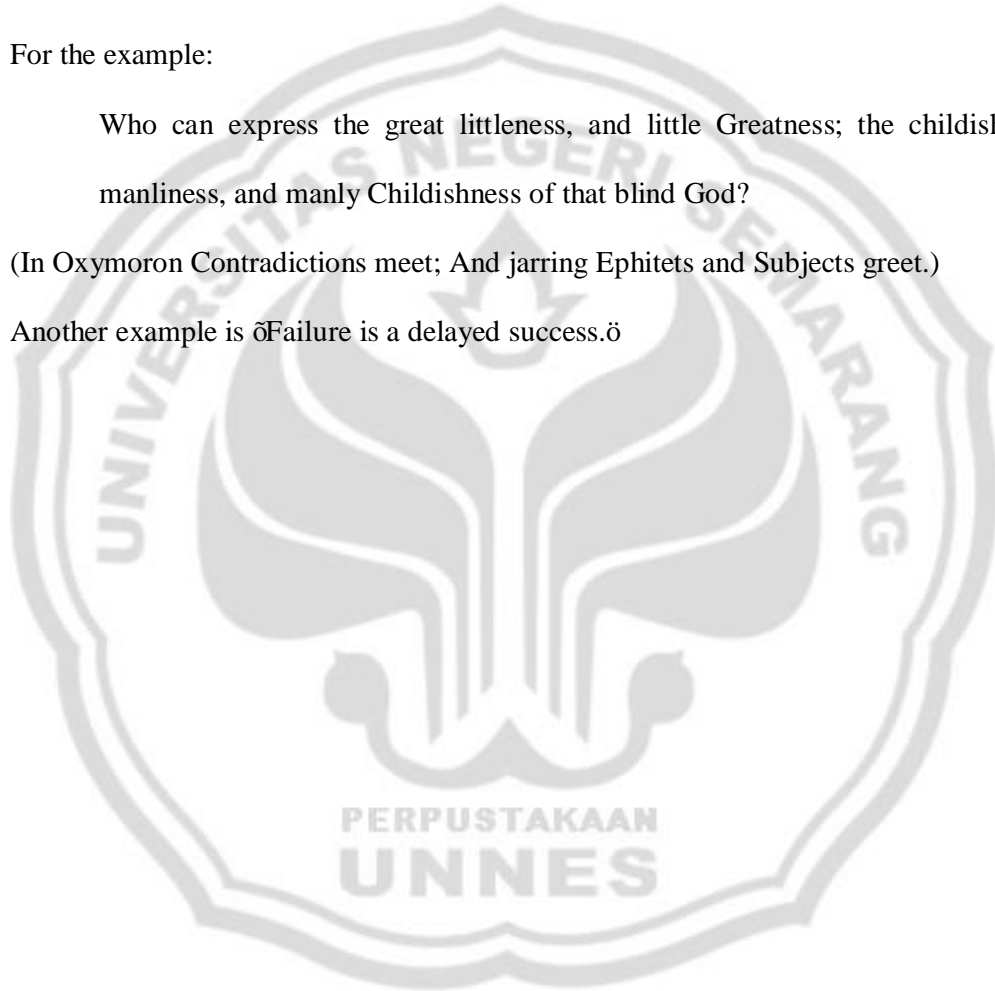 For the example:
Who can express the great littleness, and little Greatness; the childish
manliness, and manly Childishness of that blind God?
(In Oxymoron Contradictions meet; And jarring Ephitets and Subjects greet.)
Another example is õFailure is a delayed success.ö
UNIVERSITAS NEGERI SEMARANG
PERPUSTAKAAN
UNNES